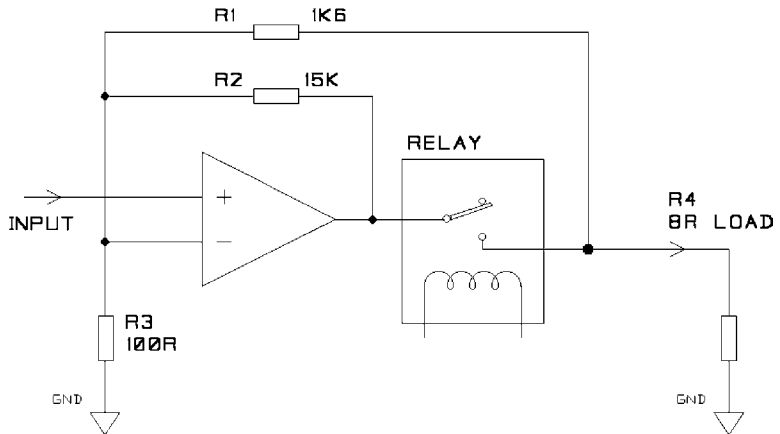 R1 1K6
R2 15K
RELAY
+
INPUT
R4
8R LOAD
−
R3
100R
GND
GND